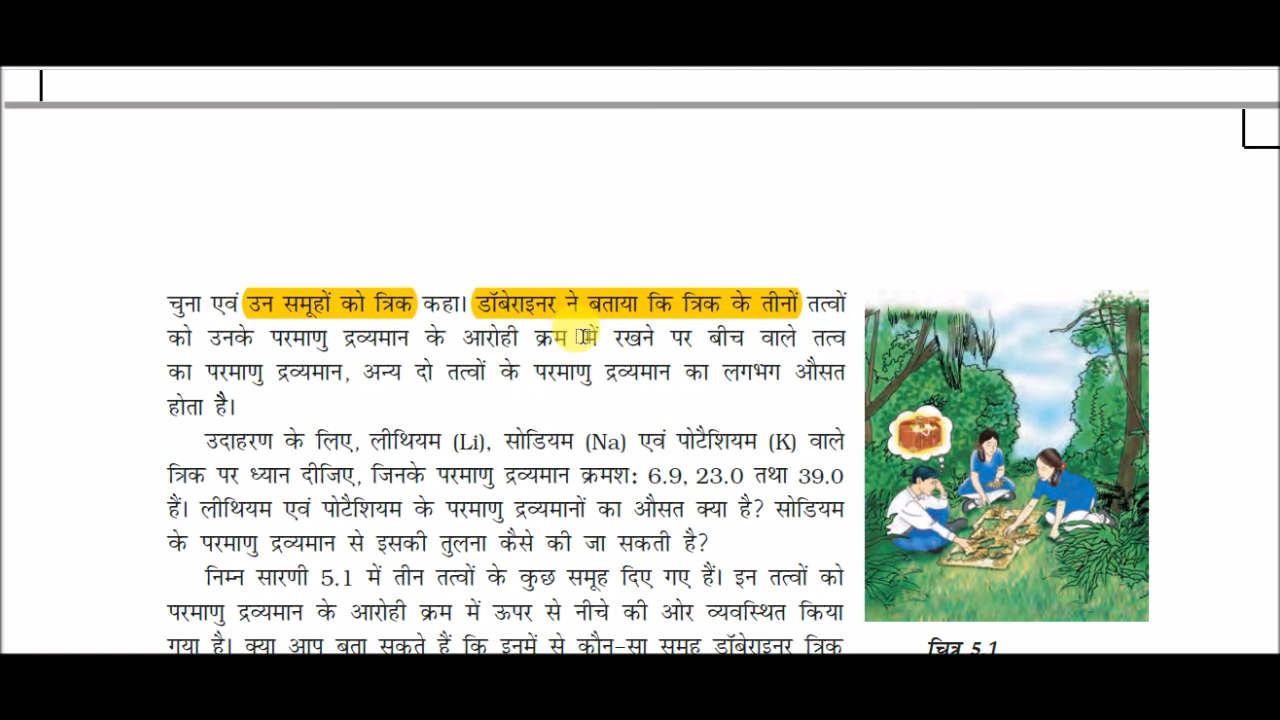 चुना एवं उन समूहों को त्रिक कहा। डॉबेराइनर ने बताया कि त्रिक के तीनों तत्वों
को उनके परमाणु द्रव्यमान के आरोही क्रम में रखने पर बीच वाले तत्व
का परमाणु द्रव्यमान, अन्य दो तत्वों के परमाणु द्रव्यमान का लगभग औसत
होता है।
उदाहरण के लिए, लीथियम (Li), सोडियम (Na) एवं पोटैशियम (K) वाले
त्रिक पर ध्यान दीजिए, जिनके परमाणु द्रव्यमान क्रमश: 6.9, 23.0 तथा 39.0
हैं। लीथियम एवं पोटैशियम के परमाणु द्रव्यमानों का औसत क्या है? सोडियम
के परमाणु द्रव्यमान से इसकी तुलना कैसे की जा सकती है?
निम्न सारणी 5.1 में तीन तत्वों के कुछ समूह दिए गए हैं। इन तत्वों को
परमाणु द्रव्यमान के आरोही क्रम में ऊपर से नीचे की ओर व्यवस्थित किया
गया है। क्या आप बता सकते हैं कि इनमें से कौन-सा समूह डॉबेराइनर त्रिक
चित्र 5.1